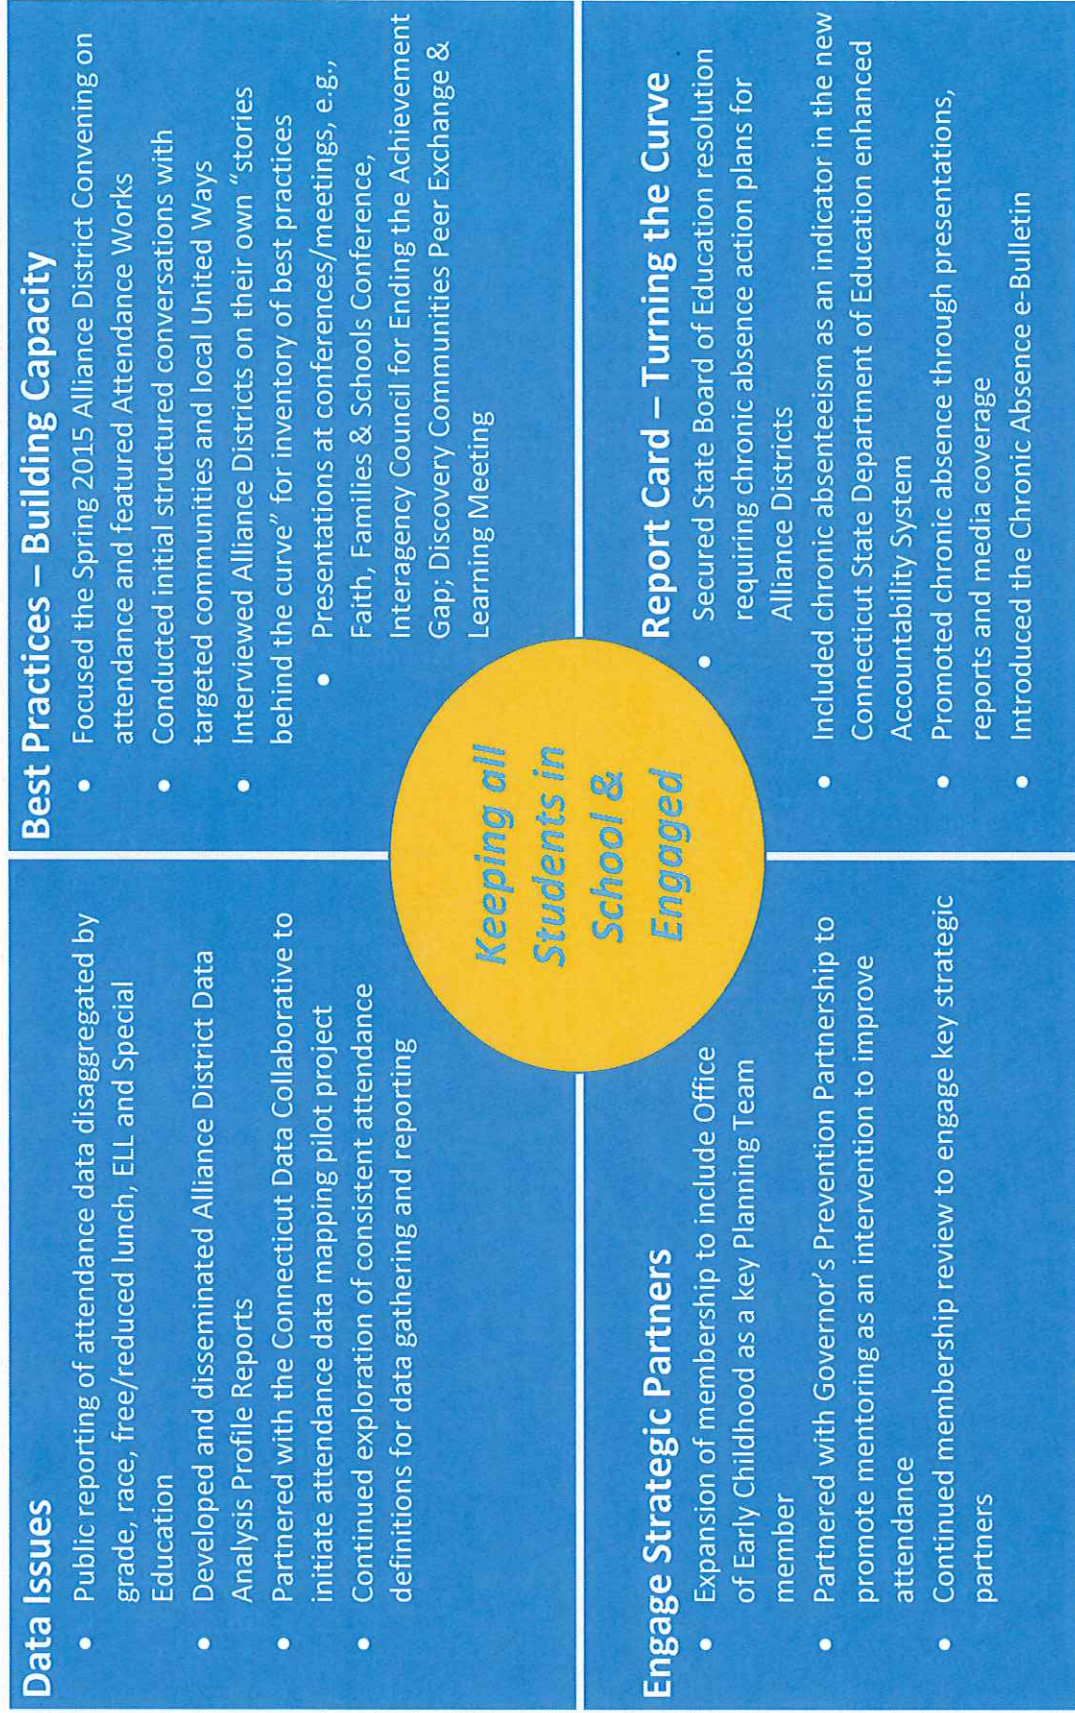 Data Issues
• Public reporting of attendance data disaggregated by
grade, race, free/reduced lunch, ELL and Special
Education
• Developed and disseminated Alliance District Data
Analysis Profile Reports
• Partnered with the Connecticut Data Collaborative to
initiate attendance data mapping pilot project
• Continued exploration of consistent attendance
definitions for data gathering and reporting
Best Practices – Building Capacity
• Focused the Spring 2015 Alliance District Convening on
attendance and featured Attendance Works
• Conducted initial structured conversations with
targeted communities and local United Ways
• Interviewed Alliance Districts on their own "stories
behind the curve" for inventory of best practices
• Presentations at conferences/meetings, e.g.,
Faith, Families & Schools Conference,
Interagency Council for Ending the Achievement
Gap; Discovery Communities Peer Exchange &
Learning Meeting
Keeping all
Students in
School &
Engaged
Engage Strategic Partners
• Expansion of membership to include Office
of Early Childhood as a key Planning Team
member
• Partnered with Governor's Prevention Partnership to
promote mentoring as an intervention to improve
attendance
• Continued membership review to engage key strategic
partners
Report Card – Turning the Curve
• Secured State Board of Education resolution
requiring chronic absence action plans for
Alliance Districts
• Included chronic absenteeism as an indicator in the new
Connecticut State Department of Education enhanced
Accountability System
• Promoted chronic absence through presentations,
reports and media coverage
• Introduced the Chronic Absence e-Bulletin